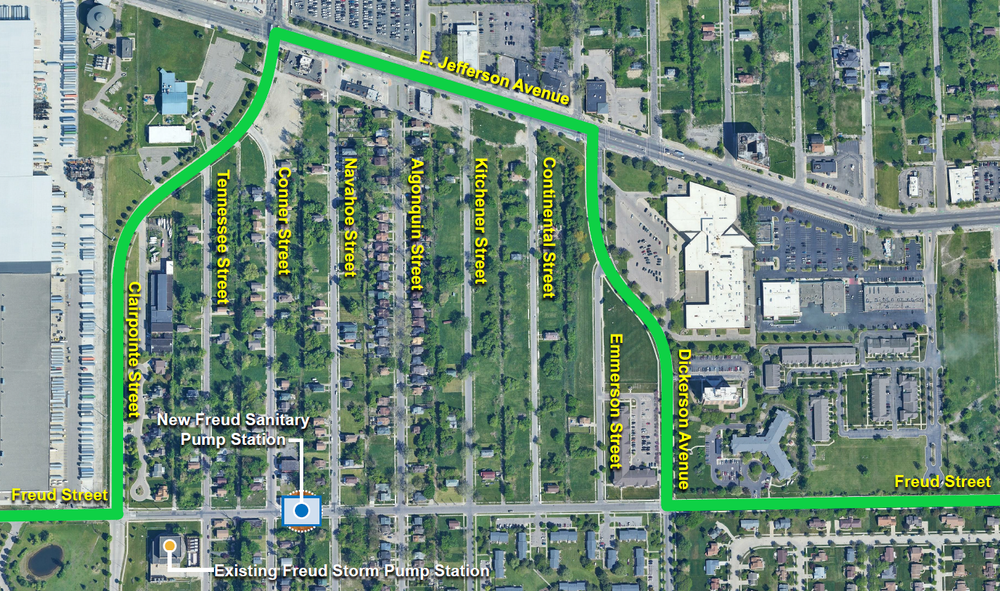 E. Jefferson Avenue
Tennessee Street
Conner Street
Navahoe Street
Algonquin Street
Kitchener Street
Continental Street
Clairpointe Street
Emmerson Street
Dickerson Avenue
New Freud Sanitary
Pump Station
Freud Street
Freud Street
Existing Freud Storm Pump Station